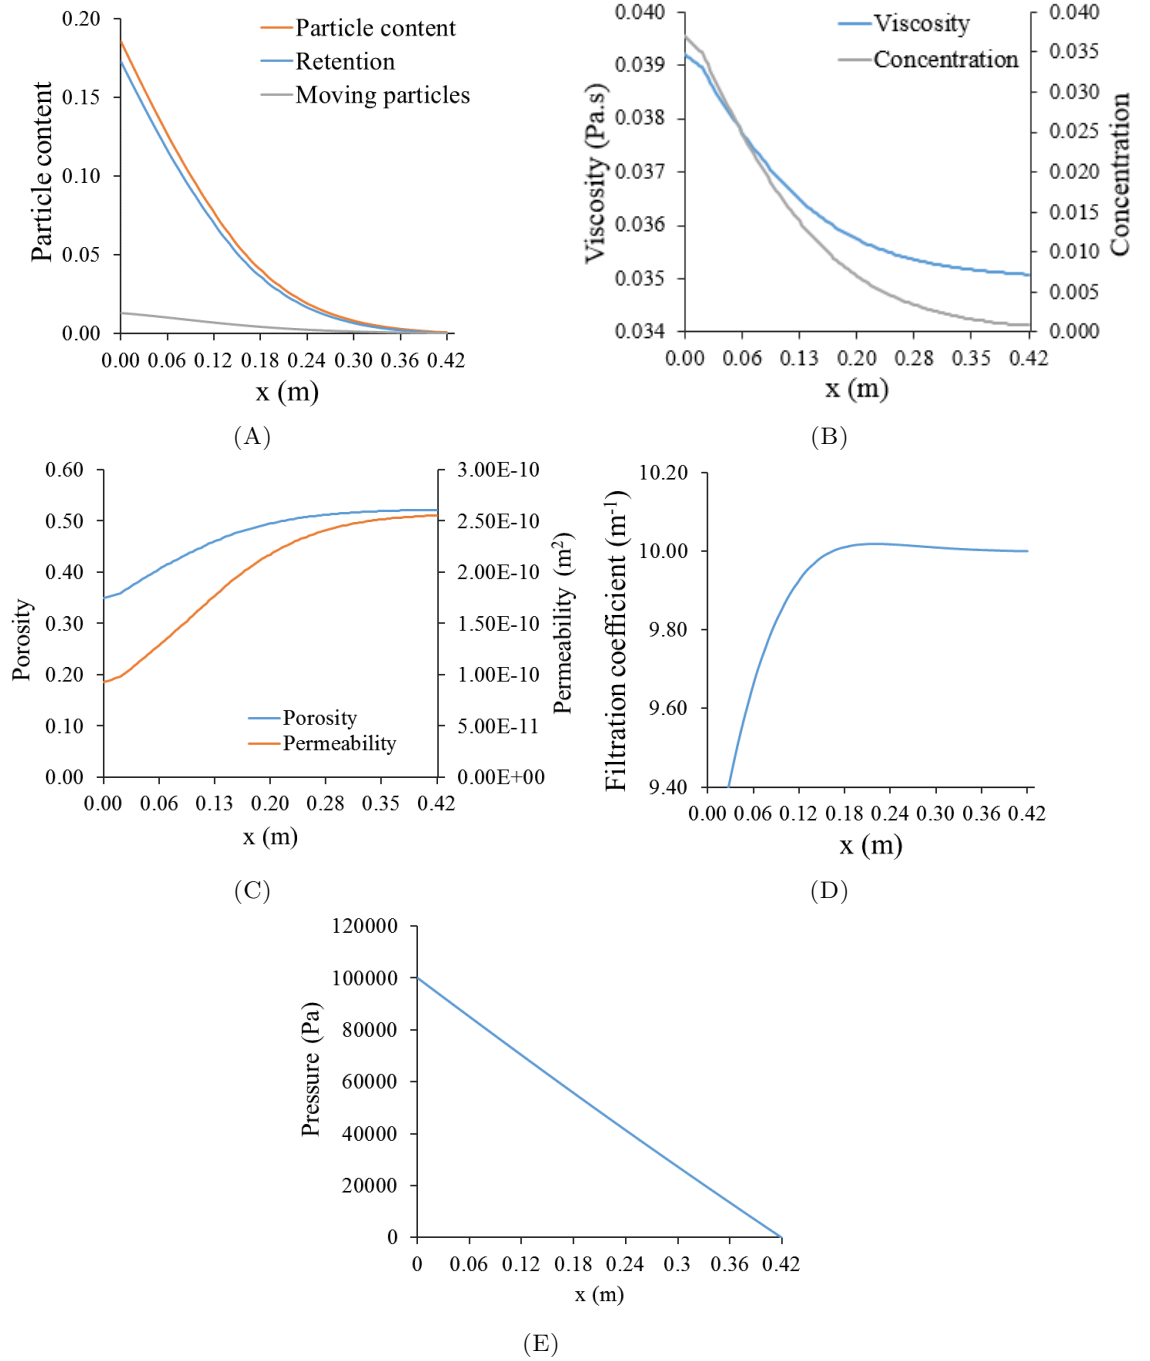 0.20
0.15
0.10
0.05
0.00
Particle content
Particle content
Retention
Moving particles
0.00 0.06 0.12 0.18 0.24 0.30 0.36 0.42
x (m)
(A)
0.040
0.039
0.038
0.037
0.036
0.035
0.034
Viscosity (Pa.s)
Viscosity
Concentration
0.040
0.035
0.030
0.025
0.020
0.015
0.010
0.005
0.000
Concentration
0.00 0.06 0.13 0.20 0.28 0.35 0.42
x (m)
(B)
0.60
0.50
0.40
0.30
0.20
0.10
0.00
Porosity
Porosity
Permeability
3.00E-10
2.50E-10
2.00E-10
1.50E-10
1.00E-10
5.00E-11
0.00E+00
Permeability (m²)
0.00 0.06 0.13 0.20 0.28 0.35 0.42
x (m)
(C)
10.20
10.00
9.80
9.60
9.40
Filtration coefficient (m⁻¹)
0.00 0.06 0.12 0.18 0.24 0.30 0.36 0.42
x (m)
(D)
120000
100000
80000
60000
40000
20000
0
Pressure (Pa)
0 0.06 0.12 0.18 0.24 0.3 0.36 0.42
x (m)
(E)